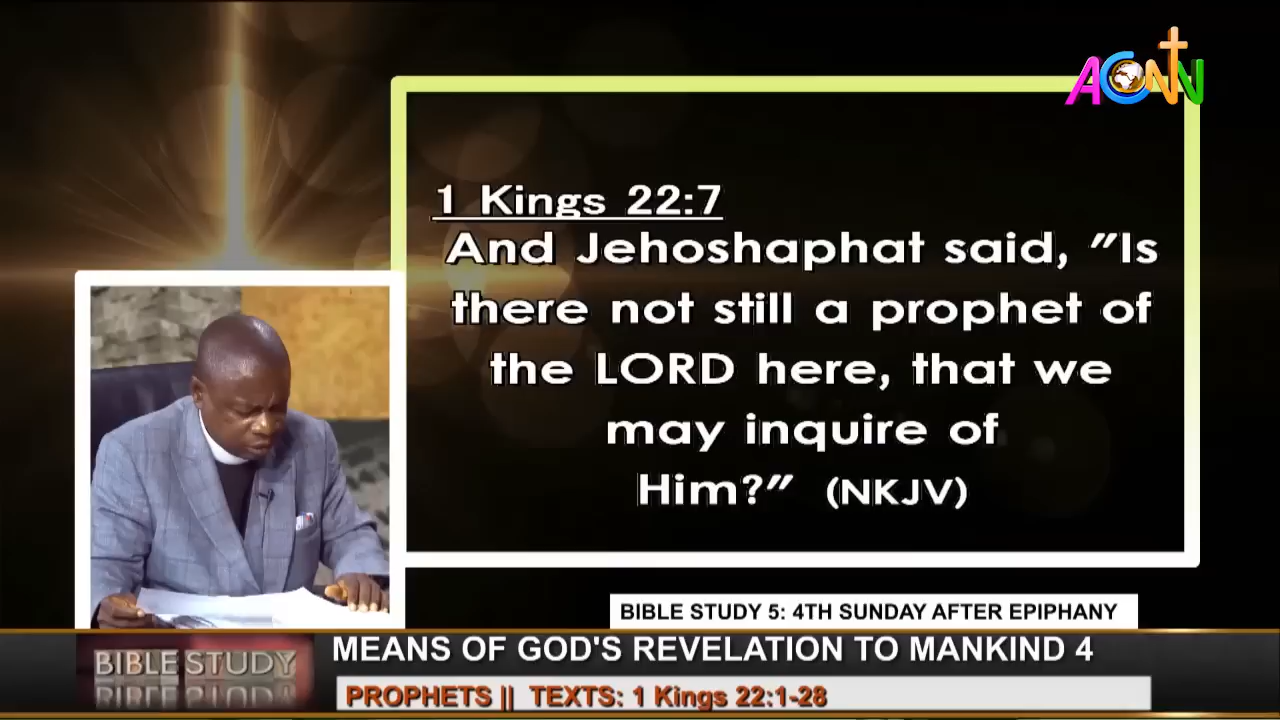 ACNN
1 Kings 22:7
And Jehoshaphat said, "Is
there not still a prophet of
the LORD here, that we
may inquire of
Him?" (NKJV)
BIBLE STUDY 5: 4TH SUNDAY AFTER EPIPHANY
BIBLE STUDY
MEANS OF GOD'S REVELATION TO MANKIND 4
PROPHETS || TEXTS: 1 Kings 22:1-28